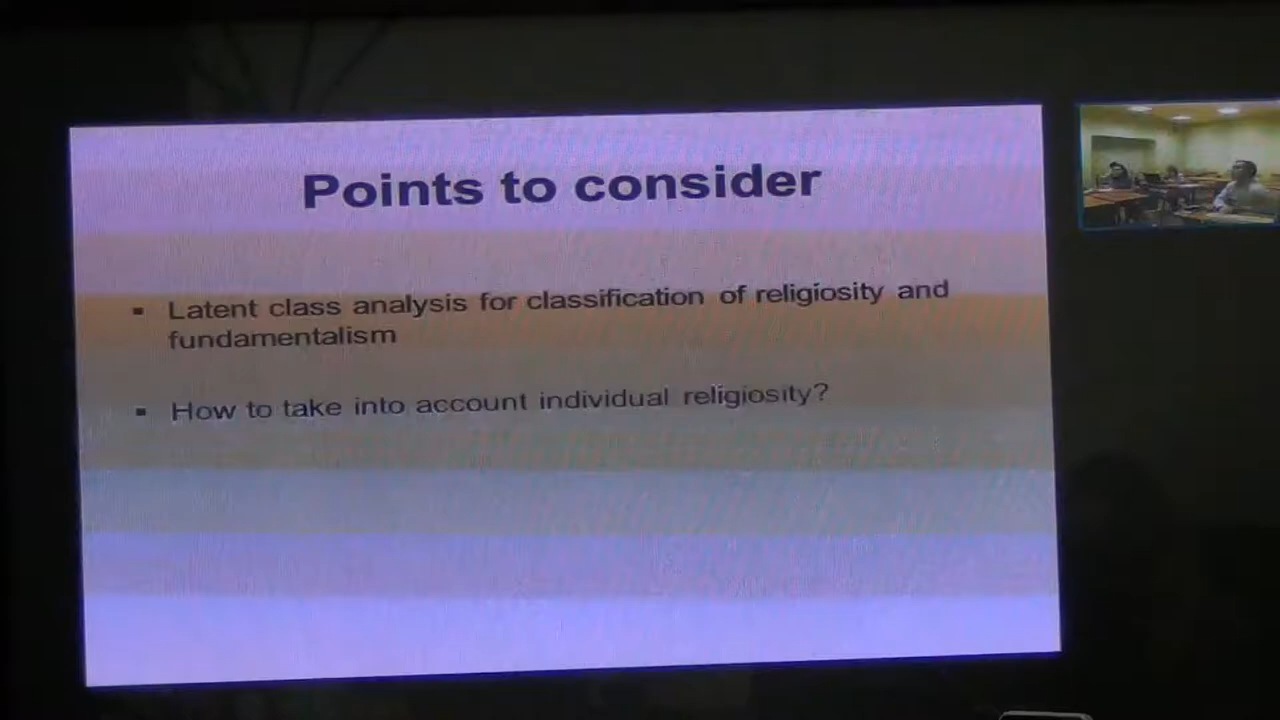 Points to consider
▪ Latent class analysis for classification of religiosity and
fundamentalism
▪ How to take into account individual religiosity?